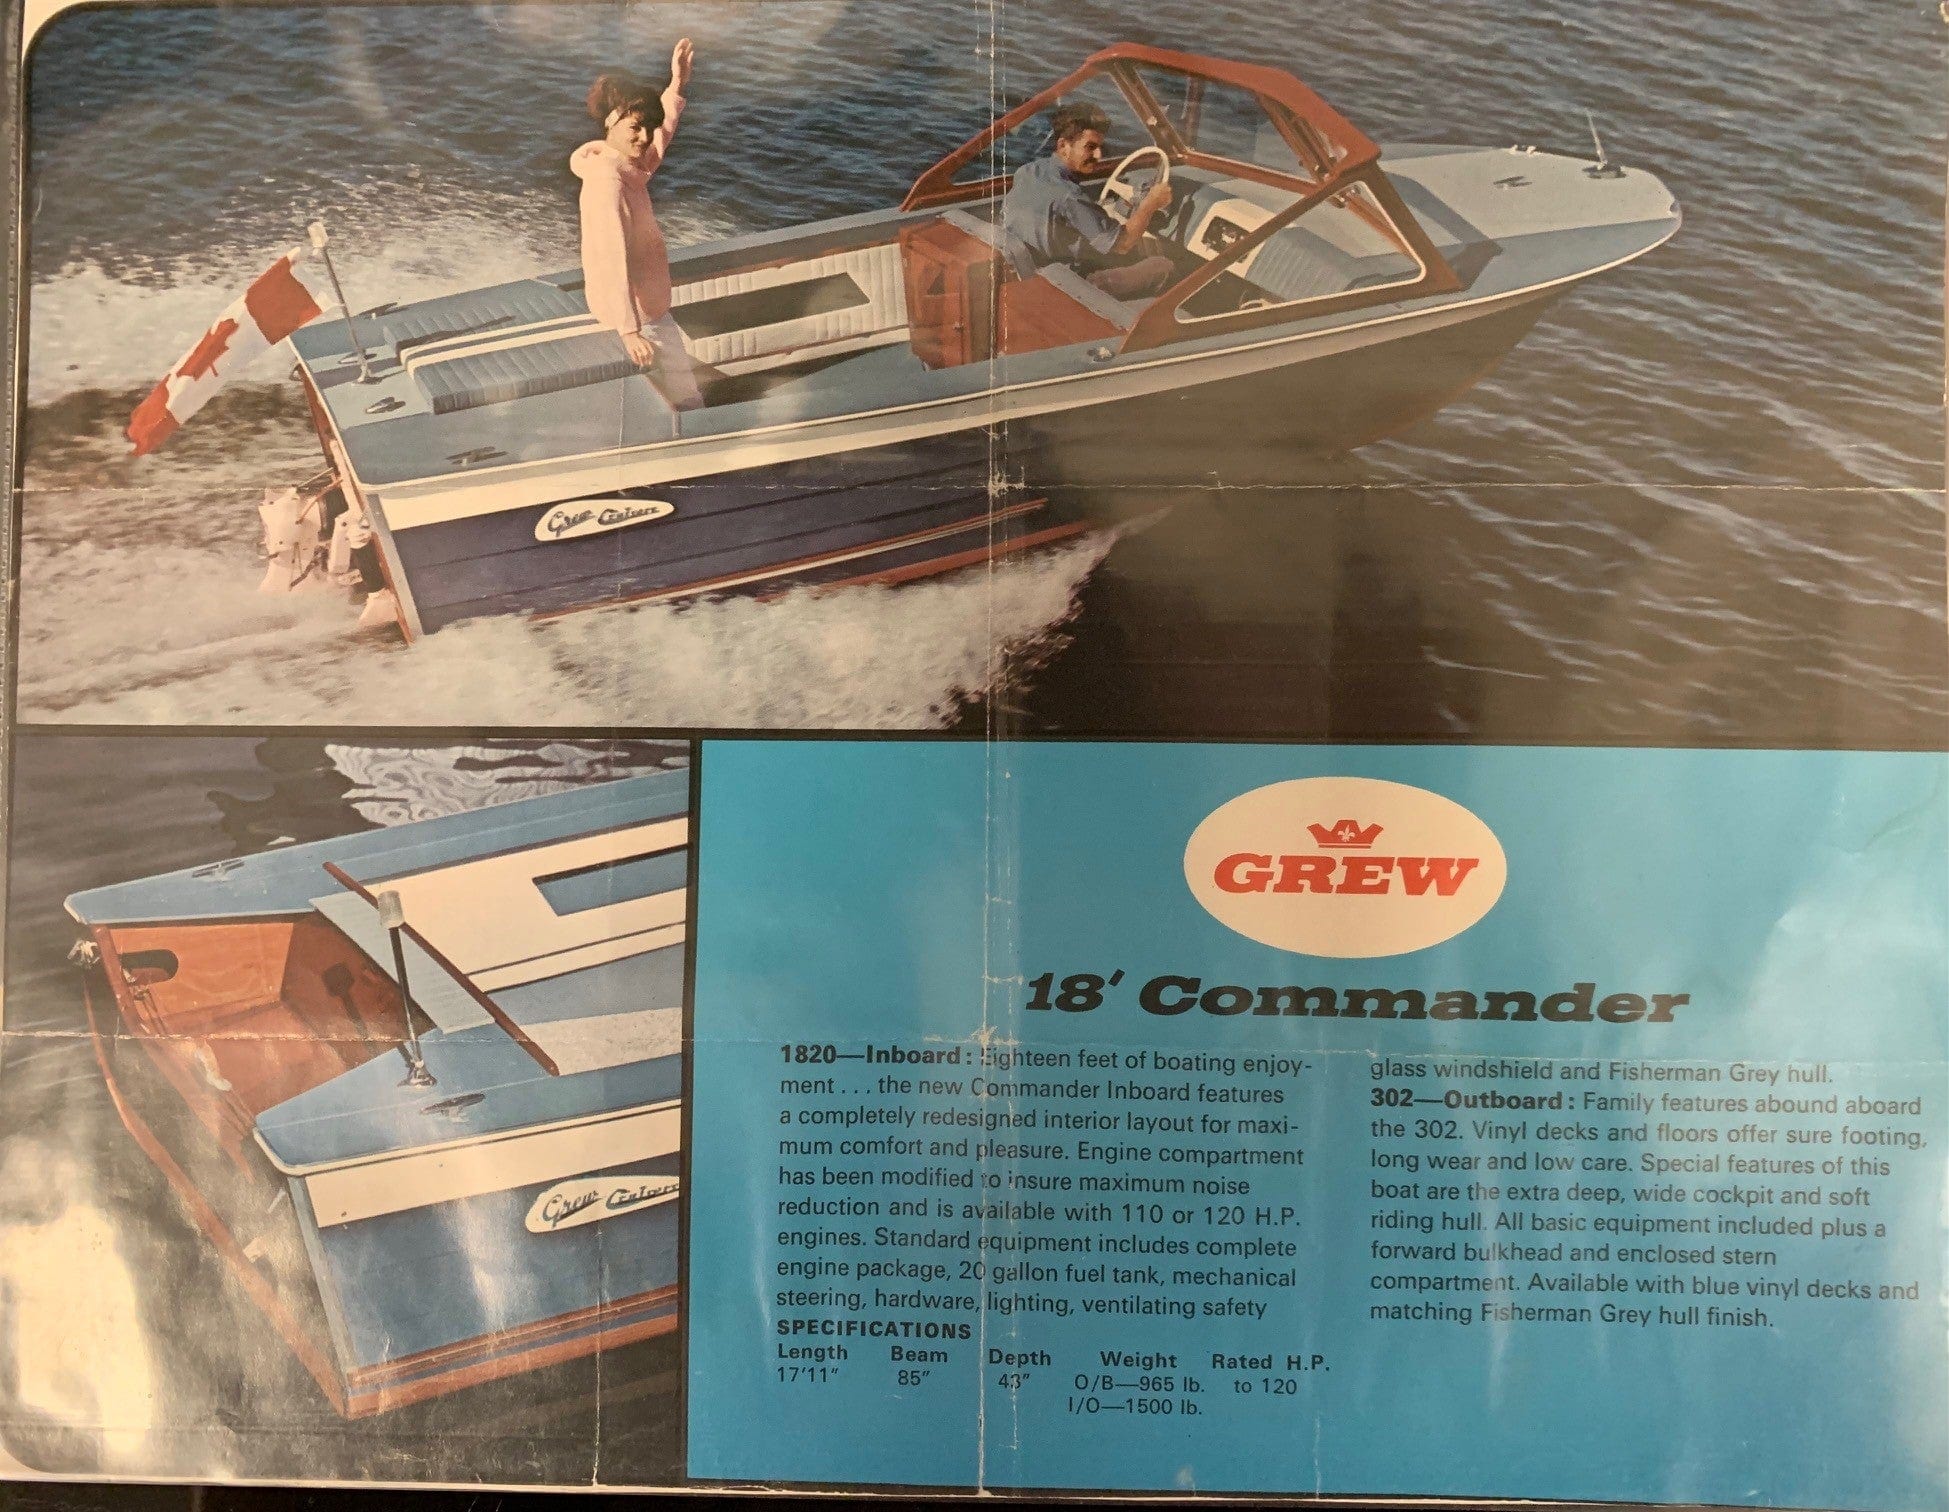 Grew Cruisers
GREW
18' Commander
1820—Inboard: Eighteen feet of boating enjoy-
ment . . . the new Commander Inboard features
a completely redesigned interior layout for maxi-
mum comfort and pleasure. Engine compartment
has been modified to insure maximum noise
reduction and is available with 110 or 120 H.P.
engines. Standard equipment includes complete
engine package, 20 gallon fuel tank, mechanical
steering, hardware, lighting, ventilating safety
glass windshield and Fisherman Grey hull.
302—Outboard: Family features abound aboard
the 302. Vinyl decks and floors offer sure footing,
long wear and low care. Special features of this
boat are the extra deep, wide cockpit and soft
riding hull. All basic equipment included plus a
forward bulkhead and enclosed stern
compartment. Available with blue vinyl decks and
matching Fisherman Grey hull finish.
SPECIFICATIONS
Length Beam Depth Weight Rated H.P.
17'11" 85" 43" O/B—965 lb. to 120
I/O—1500 lb.
Grew Cruisers